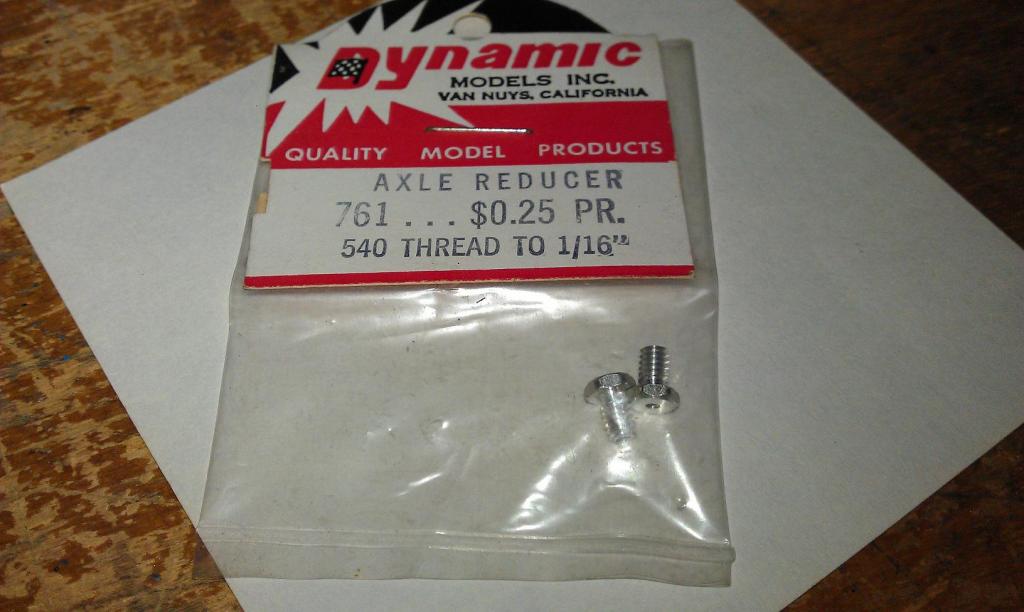 Dynamic
MODELS INC.
VAN NUYS, CALIFORNIA
QUALITY MODEL PRODUCTS
AXLE REDUCER
761 ... $0.25 PR.
540 THREAD TO 1/16"